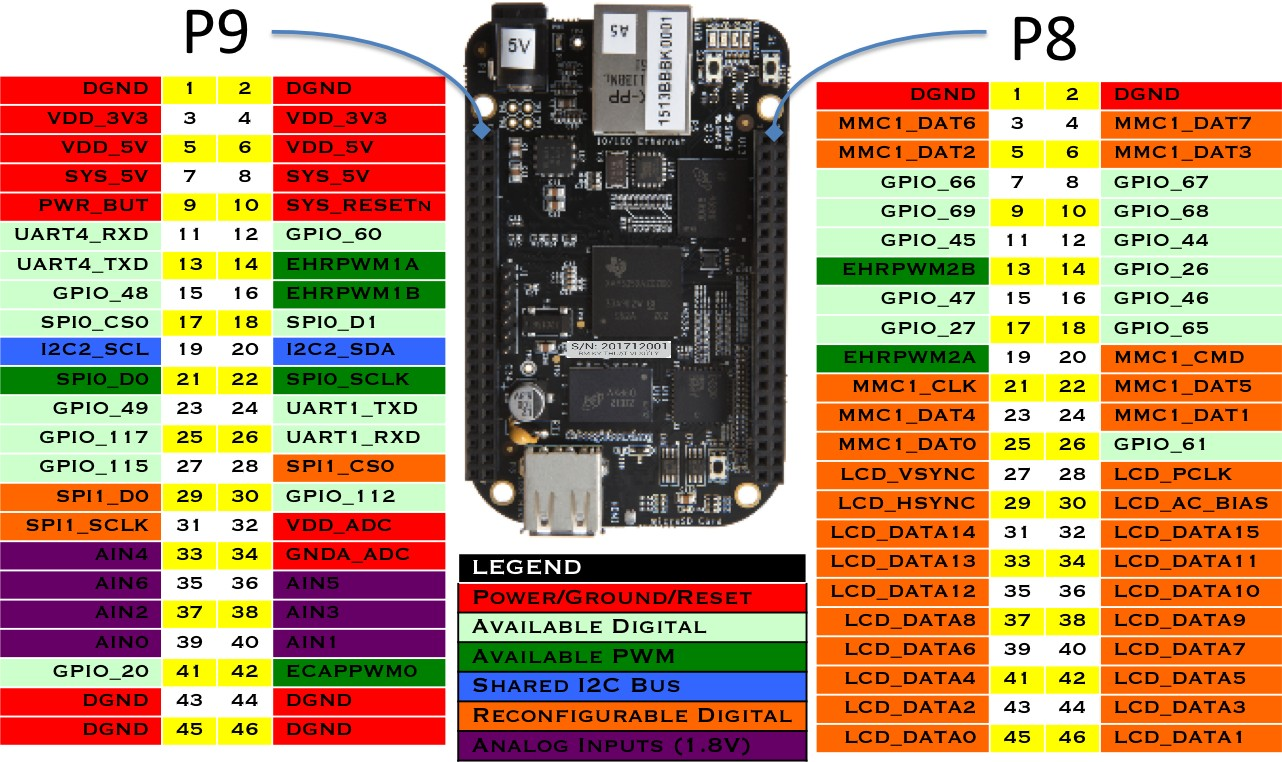 P9
P8
DGND 1 2 DGND
VDD_3V3 3 4 VDD_3V3
VDD_5V 5 6 VDD_5V
SYS_5V 7 8 SYS_5V
PWR_BUT 9 10 SYS_RESETN
UART4_RXD 11 12 GPIO_60
UART4_TXD 13 14 EHRPWM1A
GPIO_48 15 16 EHRPWM1B
SPI0_CS0 17 18 SPI0_D1
I2C2_SCL 19 20 I2C2_SDA
SPI0_D0 21 22 SPI0_SCLK
GPIO_49 23 24 UART1_TXD
GPIO_117 25 26 UART1_RXD
GPIO_115 27 28 SPI1_CS0
SPI1_D0 29 30 GPIO_112
SPI1_SCLK 31 32 VDD_ADC
AIN4 33 34 GNDA_ADC
AIN6 35 36 AIN5
AIN2 37 38 AIN3
AIN0 39 40 AIN1
GPIO_20 41 42 ECAPPWM0
DGND 43 44 DGND
DGND 45 46 DGND
5V
A5
1513BBBK0001
10/100 Ethernet
S/N: 201712001
microSD Card
LEGEND
POWER/GROUND/RESET
AVAILABLE DIGITAL
AVAILABLE PWM
SHARED I2C BUS
RECONFIGURABLE DIGITAL
ANALOG INPUTS (1.8V)
DGND 1 2 DGND
MMC1_DAT6 3 4 MMC1_DAT7
MMC1_DAT2 5 6 MMC1_DAT3
GPIO_66 7 8 GPIO_67
GPIO_69 9 10 GPIO_68
GPIO_45 11 12 GPIO_44
EHRPWM2B 13 14 GPIO_26
GPIO_47 15 16 GPIO_46
GPIO_27 17 18 GPIO_65
EHRPWM2A 19 20 MMC1_CMD
MMC1_CLK 21 22 MMC1_DAT5
MMC1_DAT4 23 24 MMC1_DAT1
MMC1_DAT0 25 26 GPIO_61
LCD_VSYNC 27 28 LCD_PCLK
LCD_HSYNC 29 30 LCD_AC_BIAS
LCD_DATA14 31 32 LCD_DATA15
LCD_DATA13 33 34 LCD_DATA11
LCD_DATA12 35 36 LCD_DATA10
LCD_DATA8 37 38 LCD_DATA9
LCD_DATA6 39 40 LCD_DATA7
LCD_DATA4 41 42 LCD_DATA5
LCD_DATA2 43 44 LCD_DATA3
LCD_DATA0 45 46 LCD_DATA1